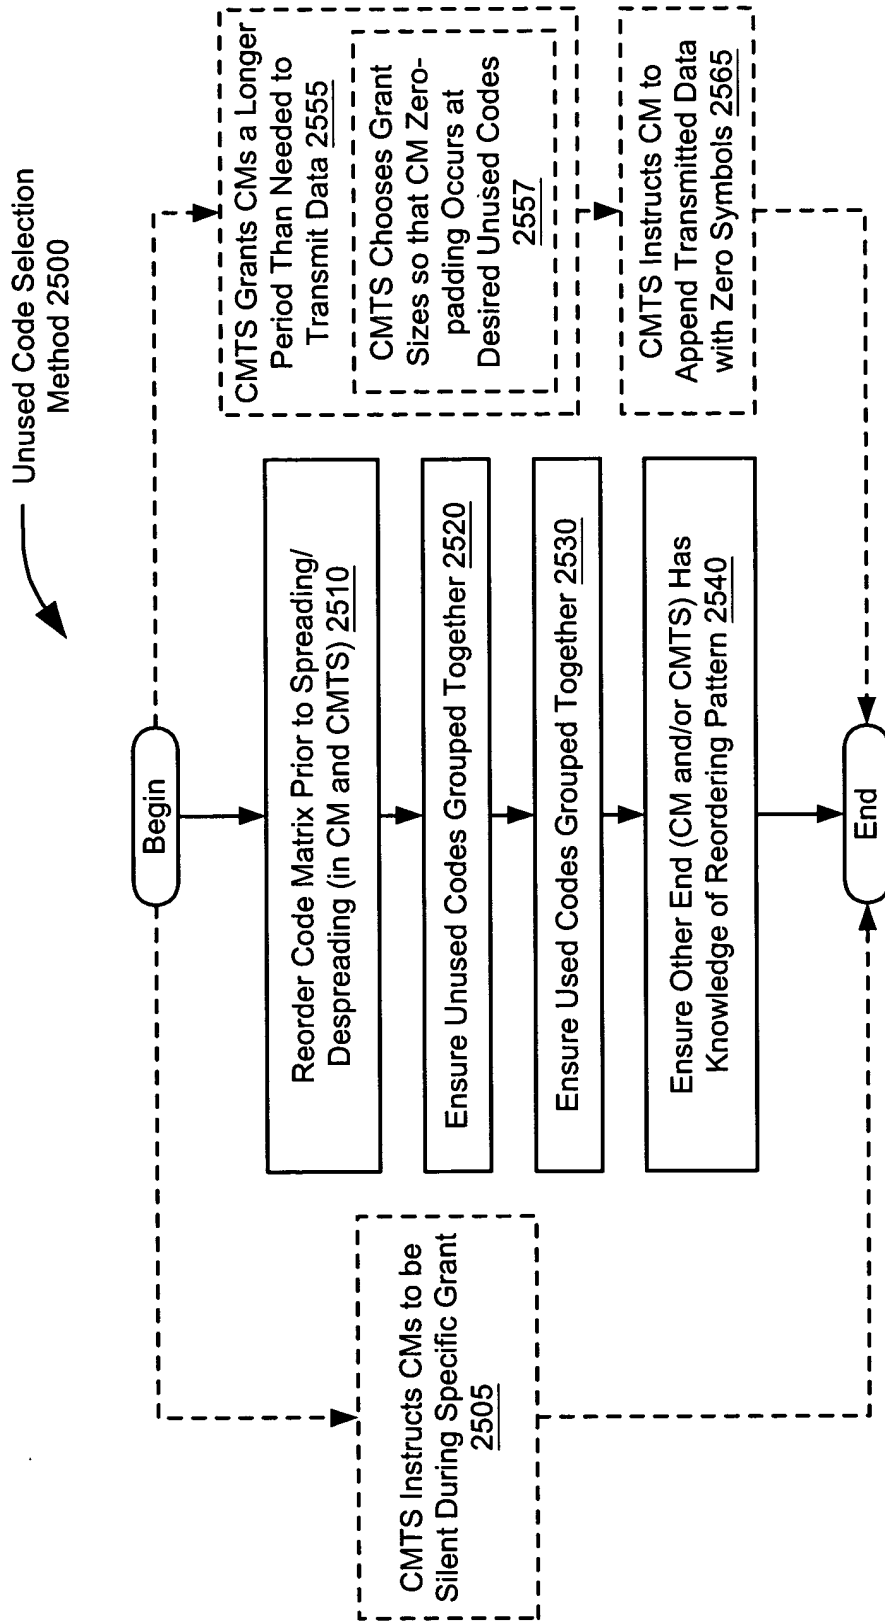 Unused Code Selection
Method 2500
Begin
CMTS Instructs CMs to be
Silent During Specific Grant
2505
Reorder Code Matrix Prior to Spreading/
Despreading (in CM and CMTS) 2510
Ensure Unused Codes Grouped Together 2520
Ensure Used Codes Grouped Together 2530
Ensure Other End (CM and/or CMTS) Has
Knowledge of Reordering Pattern 2540
CMTS Grants CMs a Longer
Period Than Needed to
Transmit Data 2555
CMTS Chooses Grant
Sizes so that CM Zero-
padding Occurs at
Desired Unused Codes
2557
CMTS Instructs CM to
Append Transmitted Data
with Zero Symbols 2565
End